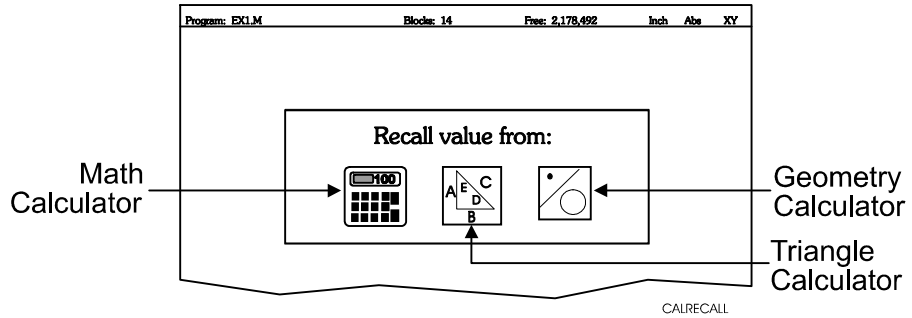 Program: EX1.M Blocks: 14 Free: 2,178,492 Inch Abs XY
Recall value from:
Math
Calculator
100
A E C
D
B
Geometry
Calculator
Triangle
Calculator
CALRECALL